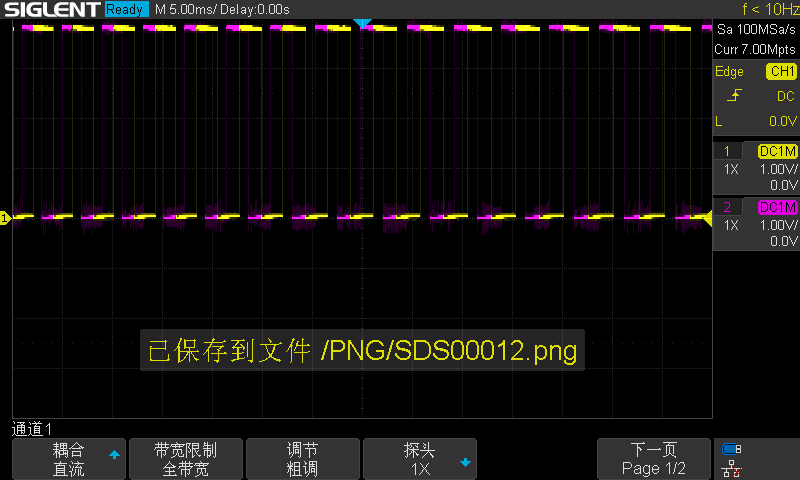 SIGLENT Ready M 5.00ms/ Delay:0.00s f < 10Hz
Sa 100MSa/s
Curr 7.00Mpts
Edge CH1
DC
L 0.0V
1 DC1M
1X 1.00V/
0.0V
2 DC1M
1X 1.00V/
0.0V
1
已保存到文件 /PNG/SDS00012.png
通道1
耦合
直流
带宽限制
全带宽
调节
粗调
探头
1X
下一页
Page 1/2